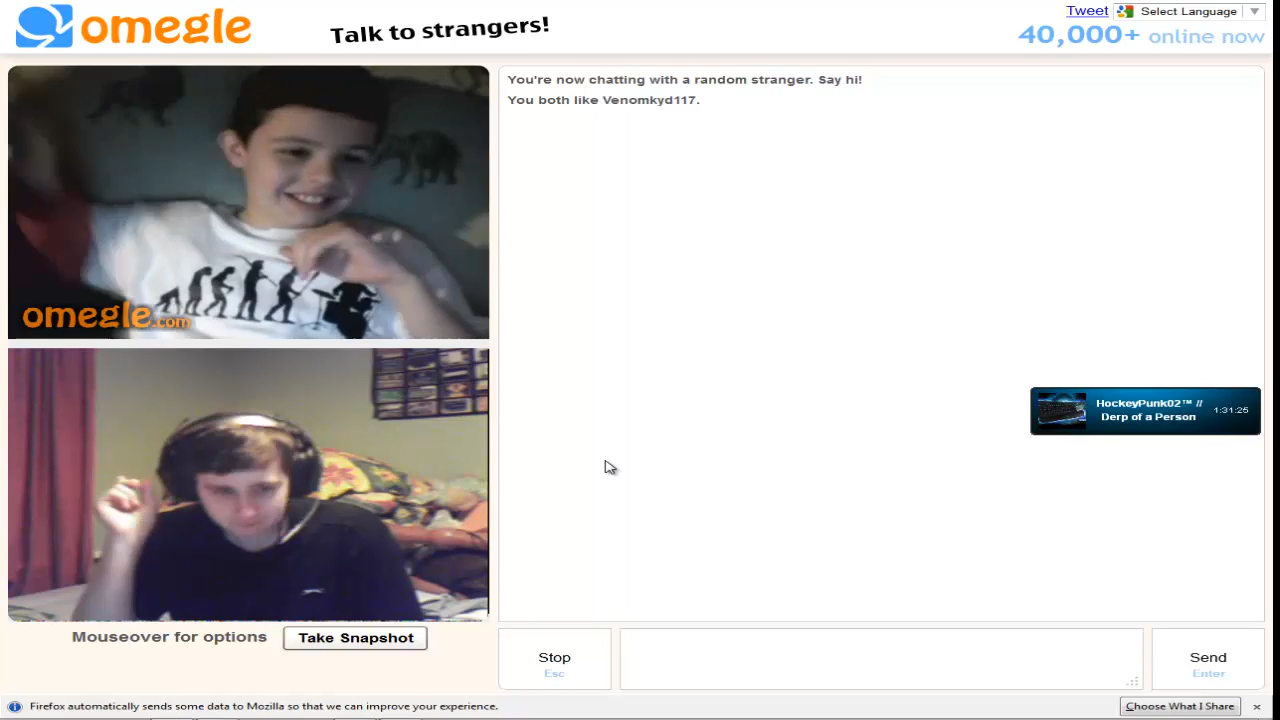 omegle
Talk to strangers!
Tweet
Select Language
40,000+ online now
You're now chatting with a random stranger. Say hi!
You both like Venomkyd117.
omegle.com
HockeyPunk02™ //
Derp of a Person
1:31:25
Mouseover for options
Take Snapshot
Stop
Esc
Send
Enter
Firefox automatically sends some data to Mozilla so that we can improve your experience.
Choose What I Share